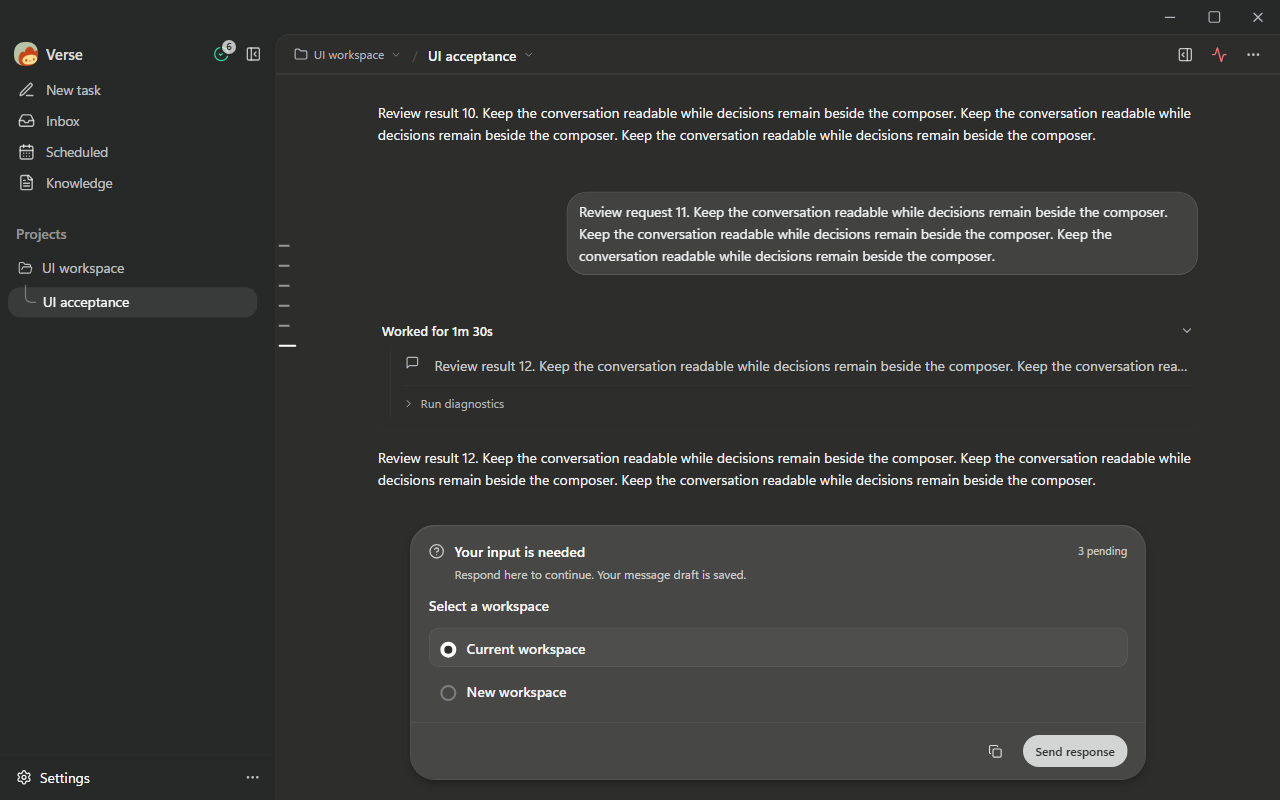 Verse
6
New task
Inbox
Scheduled
Knowledge
Projects
UI workspace
UI acceptance
Settings
UI workspace / UI acceptance
Review result 10. Keep the conversation readable while decisions remain beside the composer. Keep the conversation readable while
decisions remain beside the composer. Keep the conversation readable while decisions remain beside the composer.
Review request 11. Keep the conversation readable while decisions remain beside the composer.
Keep the conversation readable while decisions remain beside the composer. Keep the
conversation readable while decisions remain beside the composer.
Worked for 1m 30s
Review result 12. Keep the conversation readable while decisions remain beside the composer. Keep the conversation rea...
Run diagnostics
Review result 12. Keep the conversation readable while decisions remain beside the composer. Keep the conversation readable while
decisions remain beside the composer. Keep the conversation readable while decisions remain beside the composer.
Your input is needed
3 pending
Respond here to continue. Your message draft is saved.
Select a workspace
Current workspace
New workspace
Send response